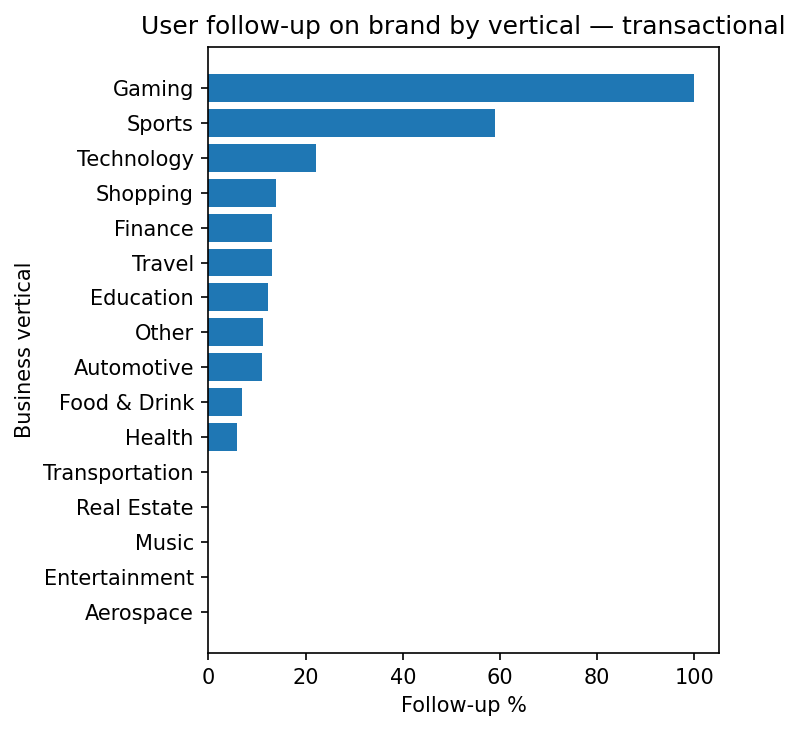 User follow-up on brand by vertical — transactional
Gaming
Sports
Technology
Shopping
Finance
Travel
Education
Other
Automotive
Food & Drink
Health
Transportation
Real Estate
Music
Entertainment
Aerospace
Business vertical
0 20 40 60 80 100
Follow-up %